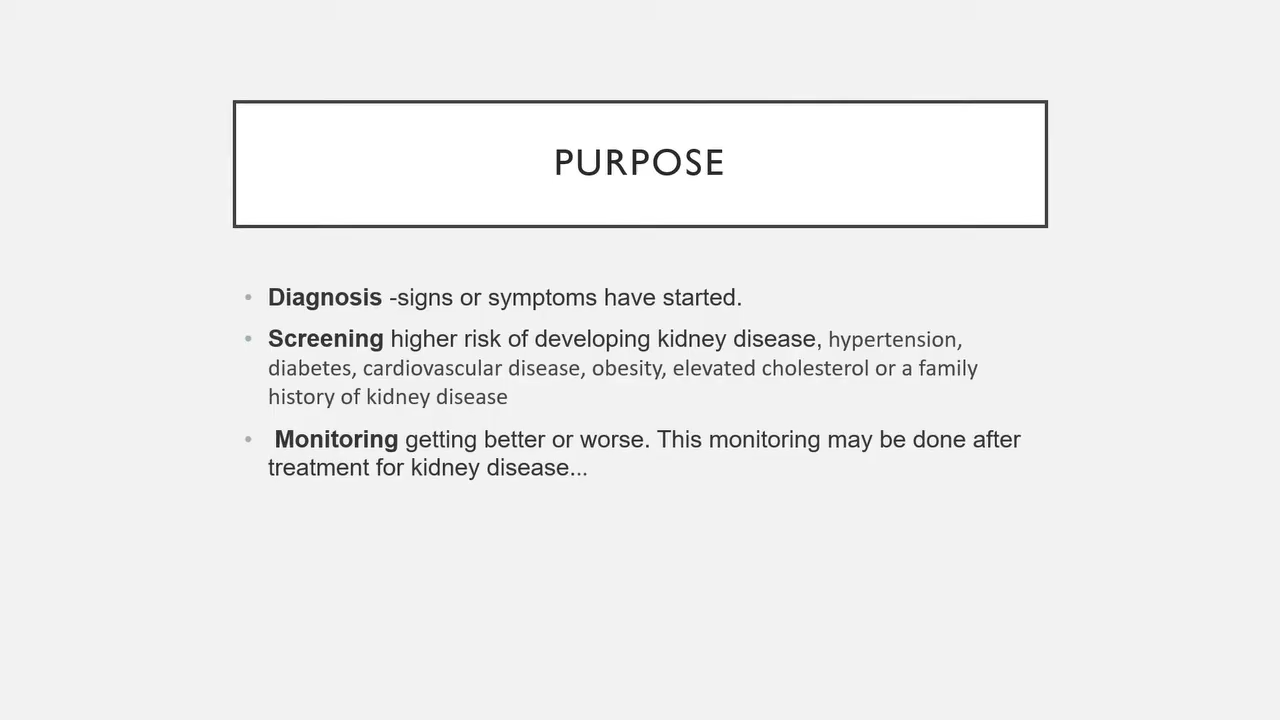 PURPOSE
• Diagnosis -signs or symptoms have started.
• Screening higher risk of developing kidney disease, hypertension,
diabetes, cardiovascular disease, obesity, elevated cholesterol or a family
history of kidney disease
• Monitoring getting better or worse. This monitoring may be done after
treatment for kidney disease...